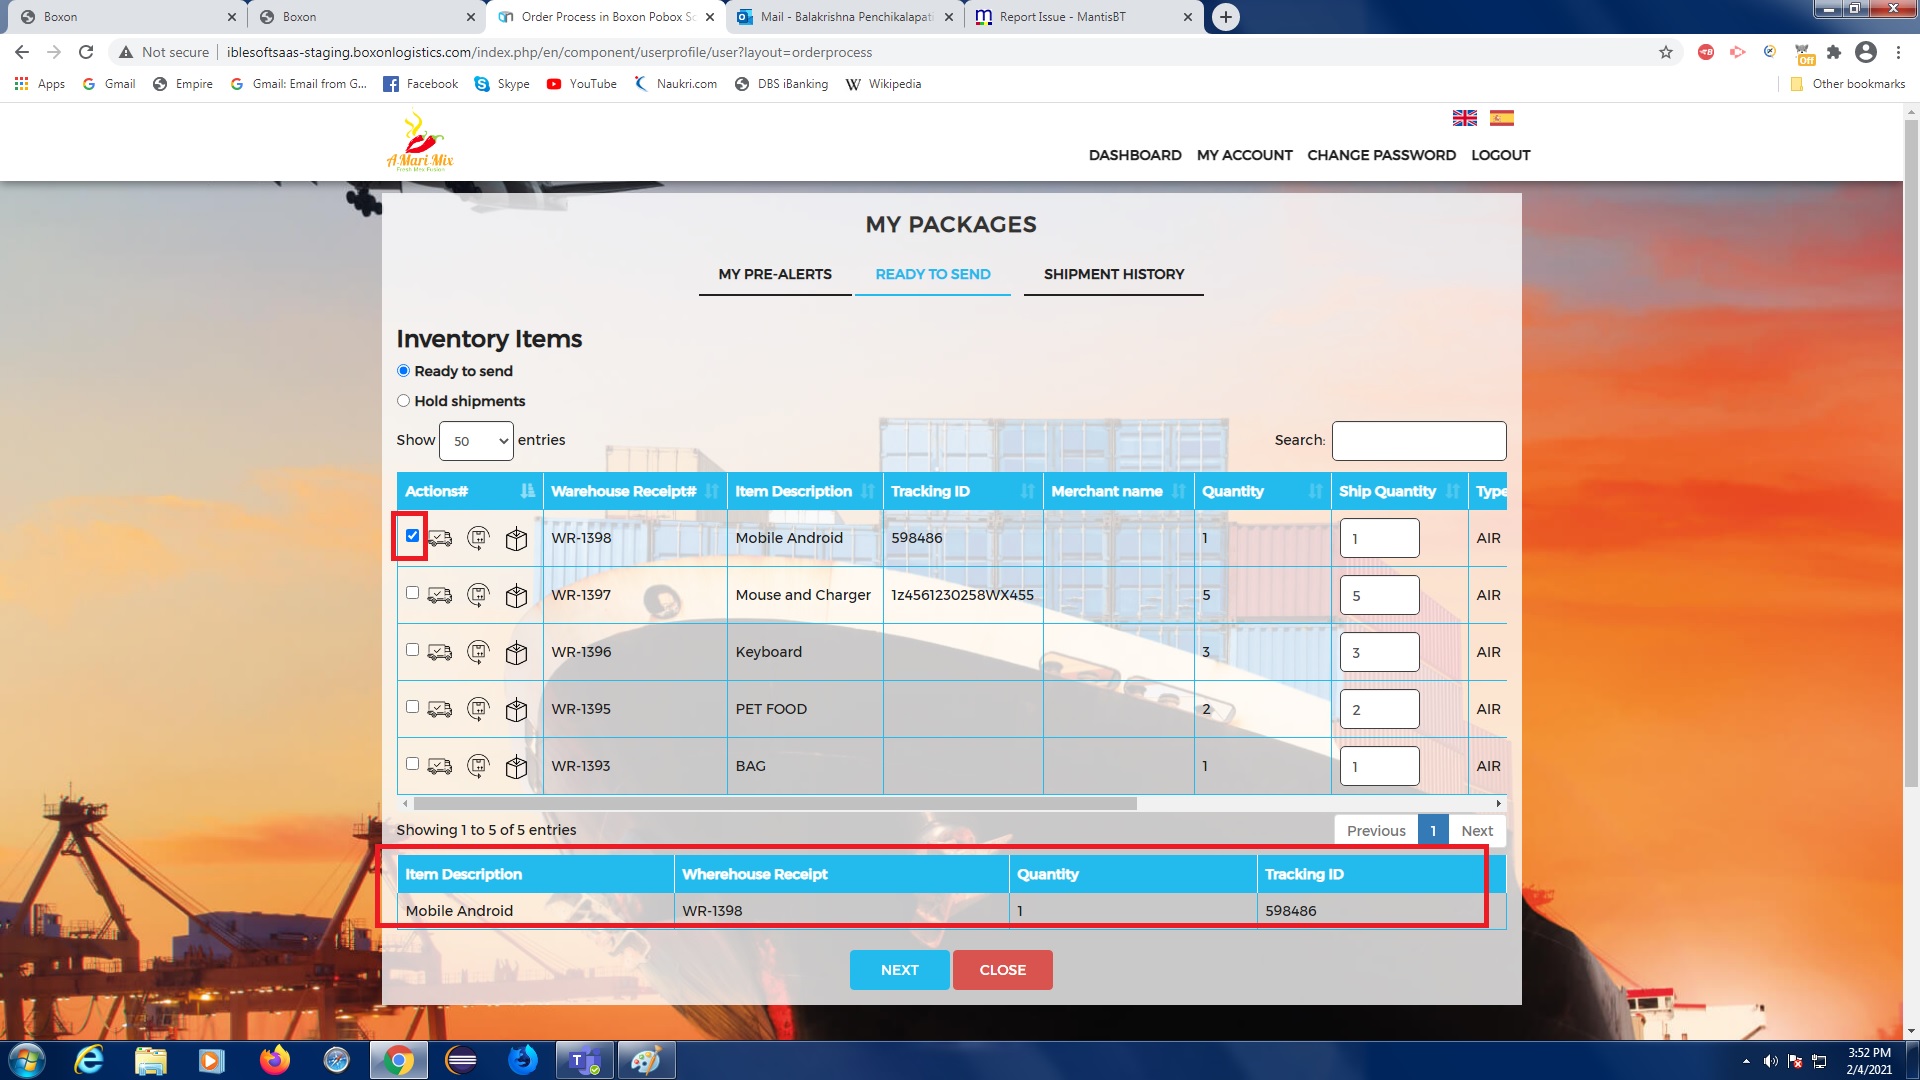 Boxon
Boxon
Order Process in Boxon Pobox So
Mail - Balakrishna Penchikalapati
Report Issue - MantisBT
Not secure
iblesoftsaas-staging.boxonlogistics.com/index.php/en/component/userprofile/user?layout=orderprocess
Off
Apps
Gmail
Empire
Gmail: Email from G...
Facebook
Skype
YouTube
Naukri.com
DBS iBanking
Wikipedia
Other bookmarks
A Mari Mix
DASHBOARD MY ACCOUNT CHANGE PASSWORD LOGOUT
MY PACKAGES
MY PRE-ALERTS
READY TO SEND
SHIPMENT HISTORY
Inventory Items
Ready to send
Hold shipments
Show 50 entries
Search:
Actions# Warehouse Receipt# Item Description Tracking ID Merchant name Quantity Ship Quantity Type
WR-1398 Mobile Android 598486 1 1 AIR
WR-1397 Mouse and Charger 1z4561230258WX455 5 5 AIR
WR-1396 Keyboard 3 3 AIR
WR-1395 PET FOOD 2 2 AIR
WR-1393 BAG 1 1 AIR
Showing 1 to 5 of 5 entries
Previous 1 Next
Item Description Wherehouse Receipt Quantity Tracking ID
Mobile Android WR-1398 1 598486
NEXT
CLOSE
3:52 PM
2/4/2021